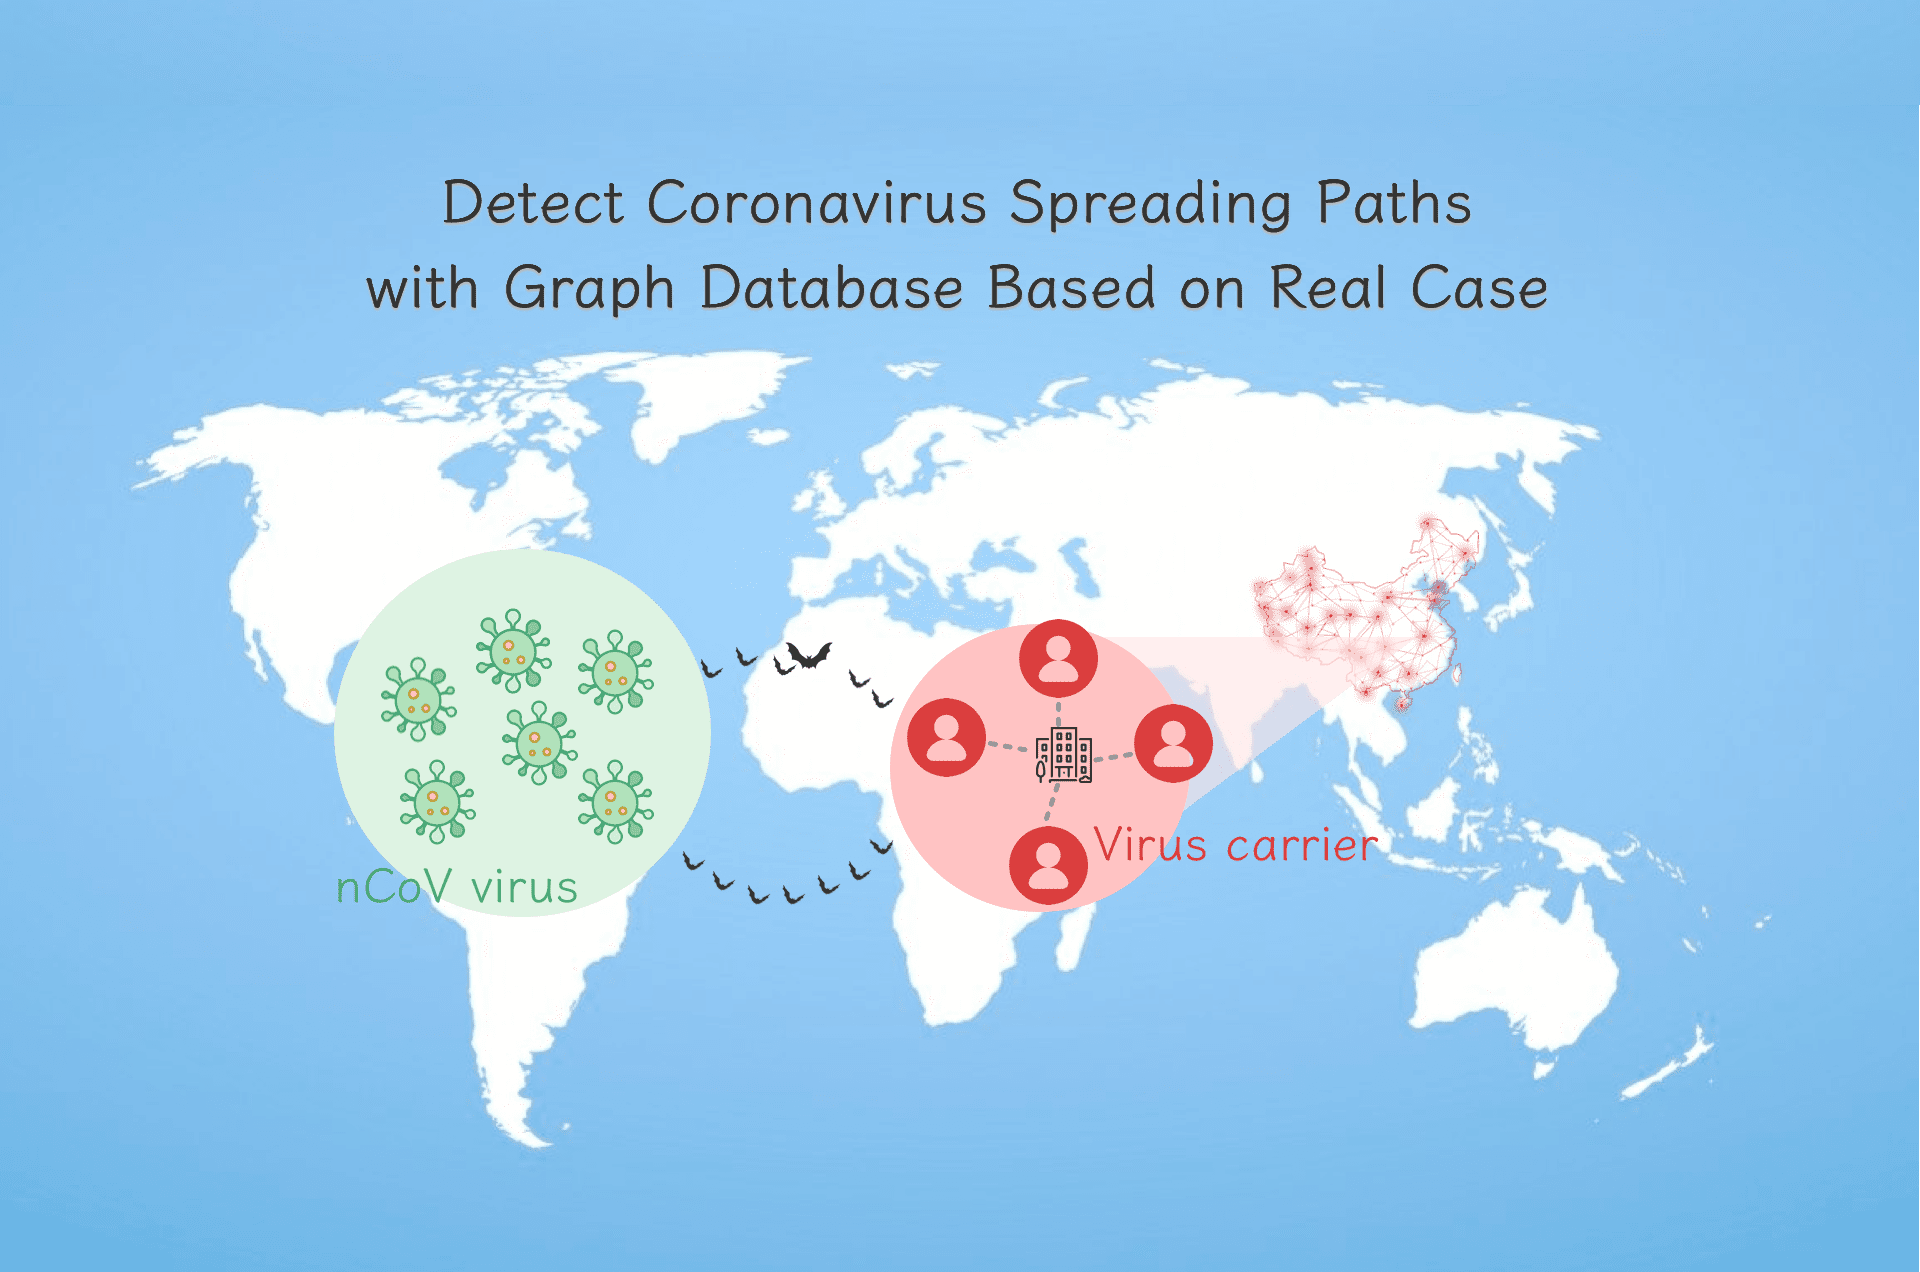 Detect Coronavirus Spreading Paths
with Graph Database Based on Real Case
Virus carrier
nCoV virus